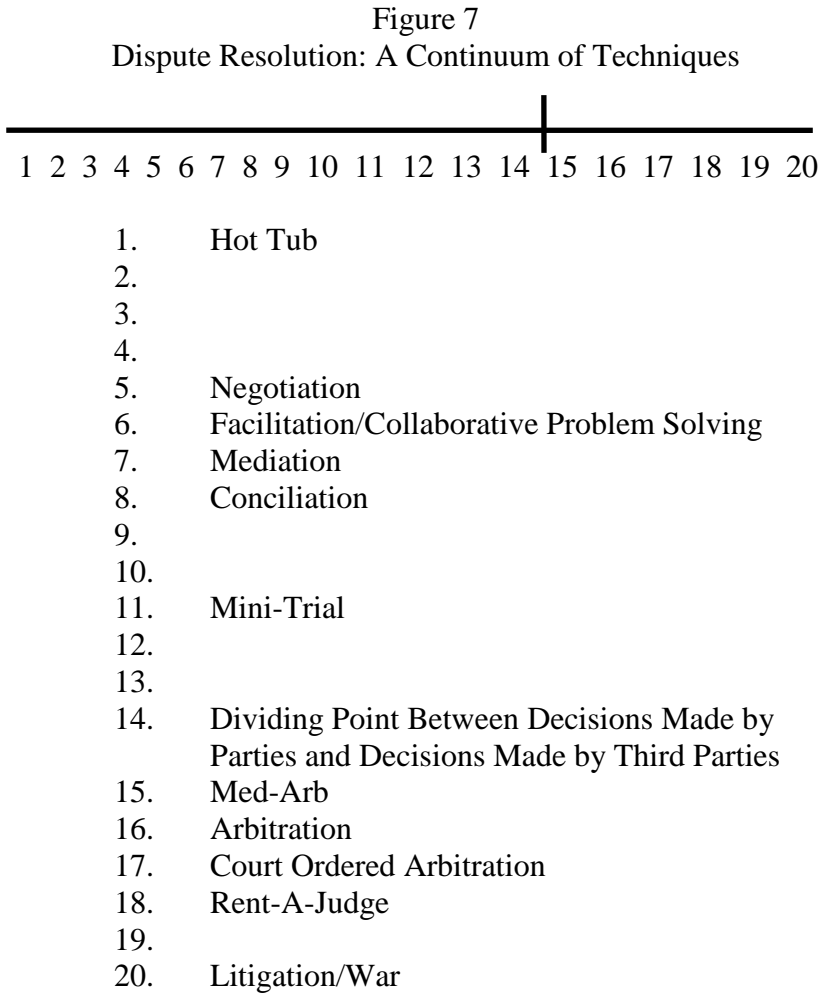 Figure 7
Dispute Resolution: A Continuum of Techniques
1 2 3 4 5 6 7 8 9 10 11 12 13 14 15 16 17 18 19 20
1. Hot Tub
2.
3.
4.
5. Negotiation
6. Facilitation/Collaborative Problem Solving
7. Mediation
8. Conciliation
9.
10.
11. Mini-Trial
12.
13.
14. Dividing Point Between Decisions Made by
Parties and Decisions Made by Third Parties
15. Med-Arb
16. Arbitration
17. Court Ordered Arbitration
18. Rent-A-Judge
19.
20. Litigation/War